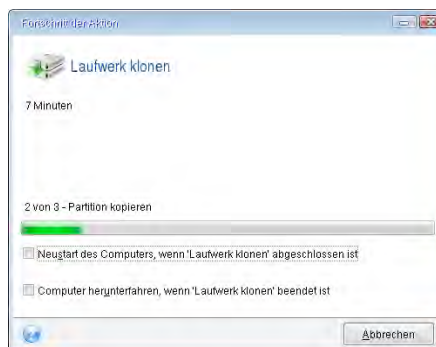 Fortschritt der Aktion
Laufwerk klonen
7 Minuten
2 von 3 - Partition kopieren
Neustart des Computers, wenn 'Laufwerk klonen' abgeschlossen ist
Computer herunterfahren, wenn 'Laufwerk klonen' beendet ist
Abbrechen